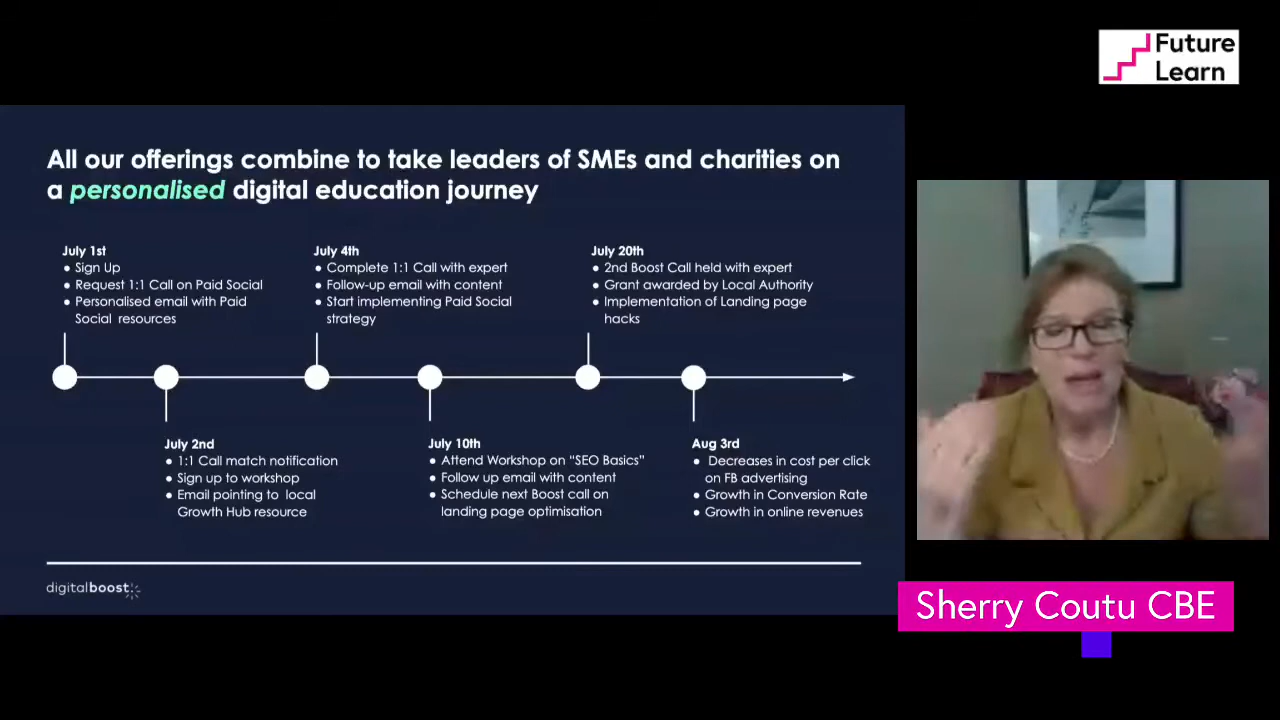 Future
Learn
All our offerings combine to take leaders of SMEs and charities on
a personalised digital education journey
July 1st
● Sign Up
● Request 1:1 Call on Paid Social
● Personalised email with Paid
Social resources
July 4th
● Complete 1:1 Call with expert
● Follow-up email with content
● Start implementing Paid Social
strategy
July 20th
● 2nd Boost Call held with expert
● Grant awarded by Local Authority
● Implementation of Landing page
hacks
July 2nd
● 1:1 Call match notification
● Sign up to workshop
● Email pointing to local
Growth Hub resource
July 10th
● Attend Workshop on “SEO Basics”
● Follow up email with content
● Schedule next Boost call on
landing page optimisation
Aug 3rd
● Decreases in cost per click
on FB advertising
● Growth in Conversion Rate
● Growth in online revenues
digitalboost
Sherry Coutu CBE